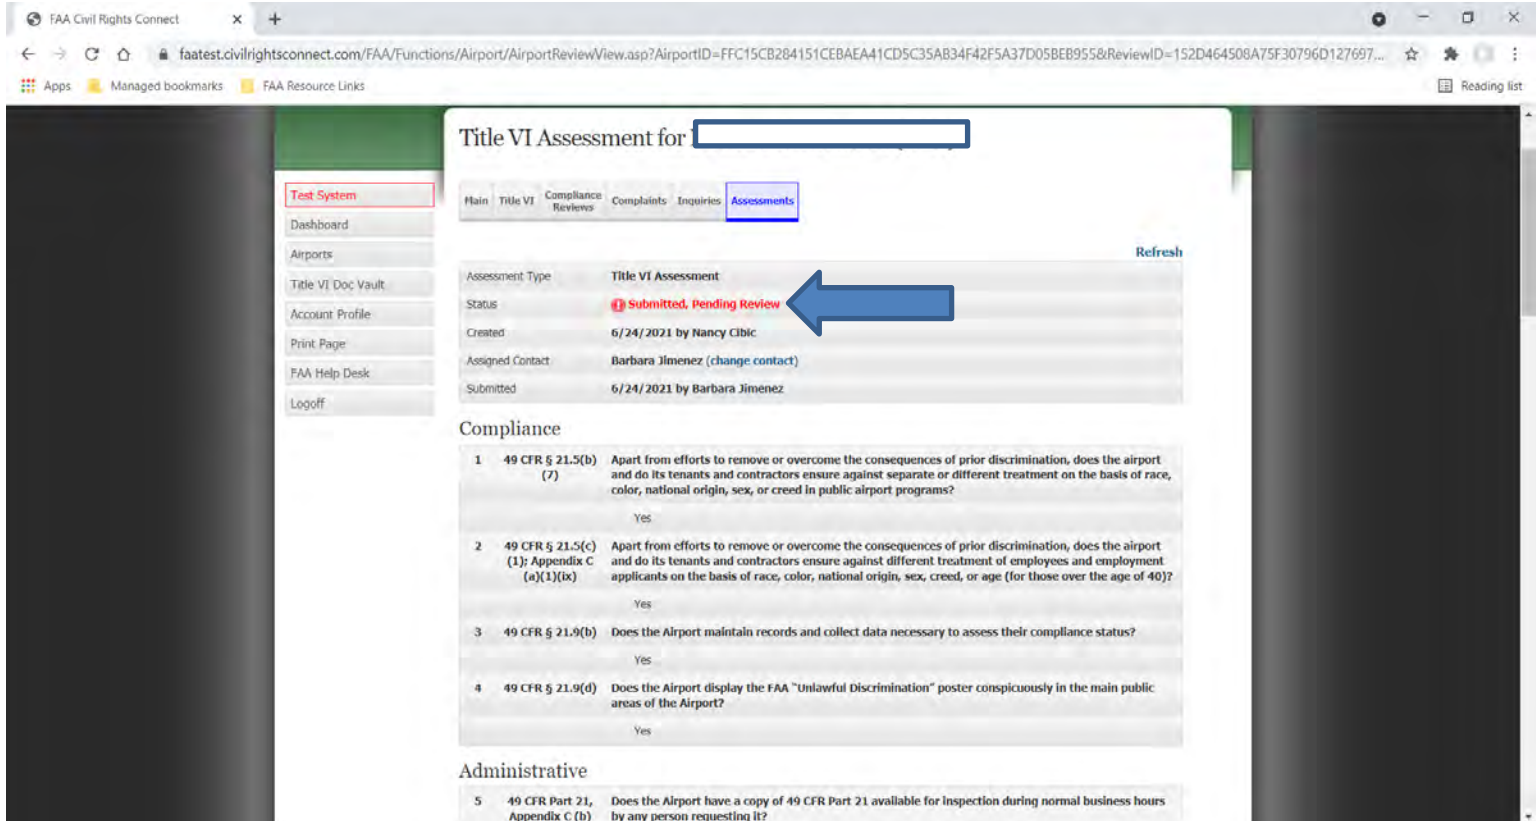 FAA Civil Rights Connect
faatest.civilrightsconnect.com/FAA/Functions/Airport/AirportReviewView.asp?AirportID=FFC15CB284151CEBAEA41CD5C35AB34F42F5A37D05BEB955&ReviewID=152D464508A75F30796D127697...
Apps Managed bookmarks FAA Resource Links Reading list
Title VI Assessment for
Test System
Dashboard
Airports
Title VI Doc Vault
Account Profile
Print Page
FAA Help Desk
Logoff
Main Title VI Compliance Reviews Complaints Inquiries Assessments
Refresh
Assessment Type Title VI Assessment
Status Submitted, Pending Review
Created 6/24/2021 by Nancy Cibic
Assigned Contact Barbara Jimenez (change contact)
Submitted 6/24/2021 by Barbara Jimenez
Compliance
1 49 CFR § 21.5(b) Apart from efforts to remove or overcome the consequences of prior discrimination, does the airport
(7) and do its tenants and contractors ensure against separate or different treatment on the basis of race,
color, national origin, sex, or creed in public airport programs?
Yes
2 49 CFR § 21.5(c) Apart from efforts to remove or overcome the consequences of prior discrimination, does the airport
(1); Appendix C and do its tenants and contractors ensure against different treatment of employees and employment
(a)(1)(ix) applicants on the basis of race, color, national origin, sex, creed, or age (for those over the age of 40)?
Yes
3 49 CFR § 21.9(b) Does the Airport maintain records and collect data necessary to assess their compliance status?
Yes
4 49 CFR § 21.9(d) Does the Airport display the FAA "Unlawful Discrimination" poster conspicuously in the main public
areas of the Airport?
Yes
Administrative
5 49 CFR Part 21, Does the Airport have a copy of 49 CFR Part 21 available for inspection during normal business hours
Appendix C (b) by any person requesting it?